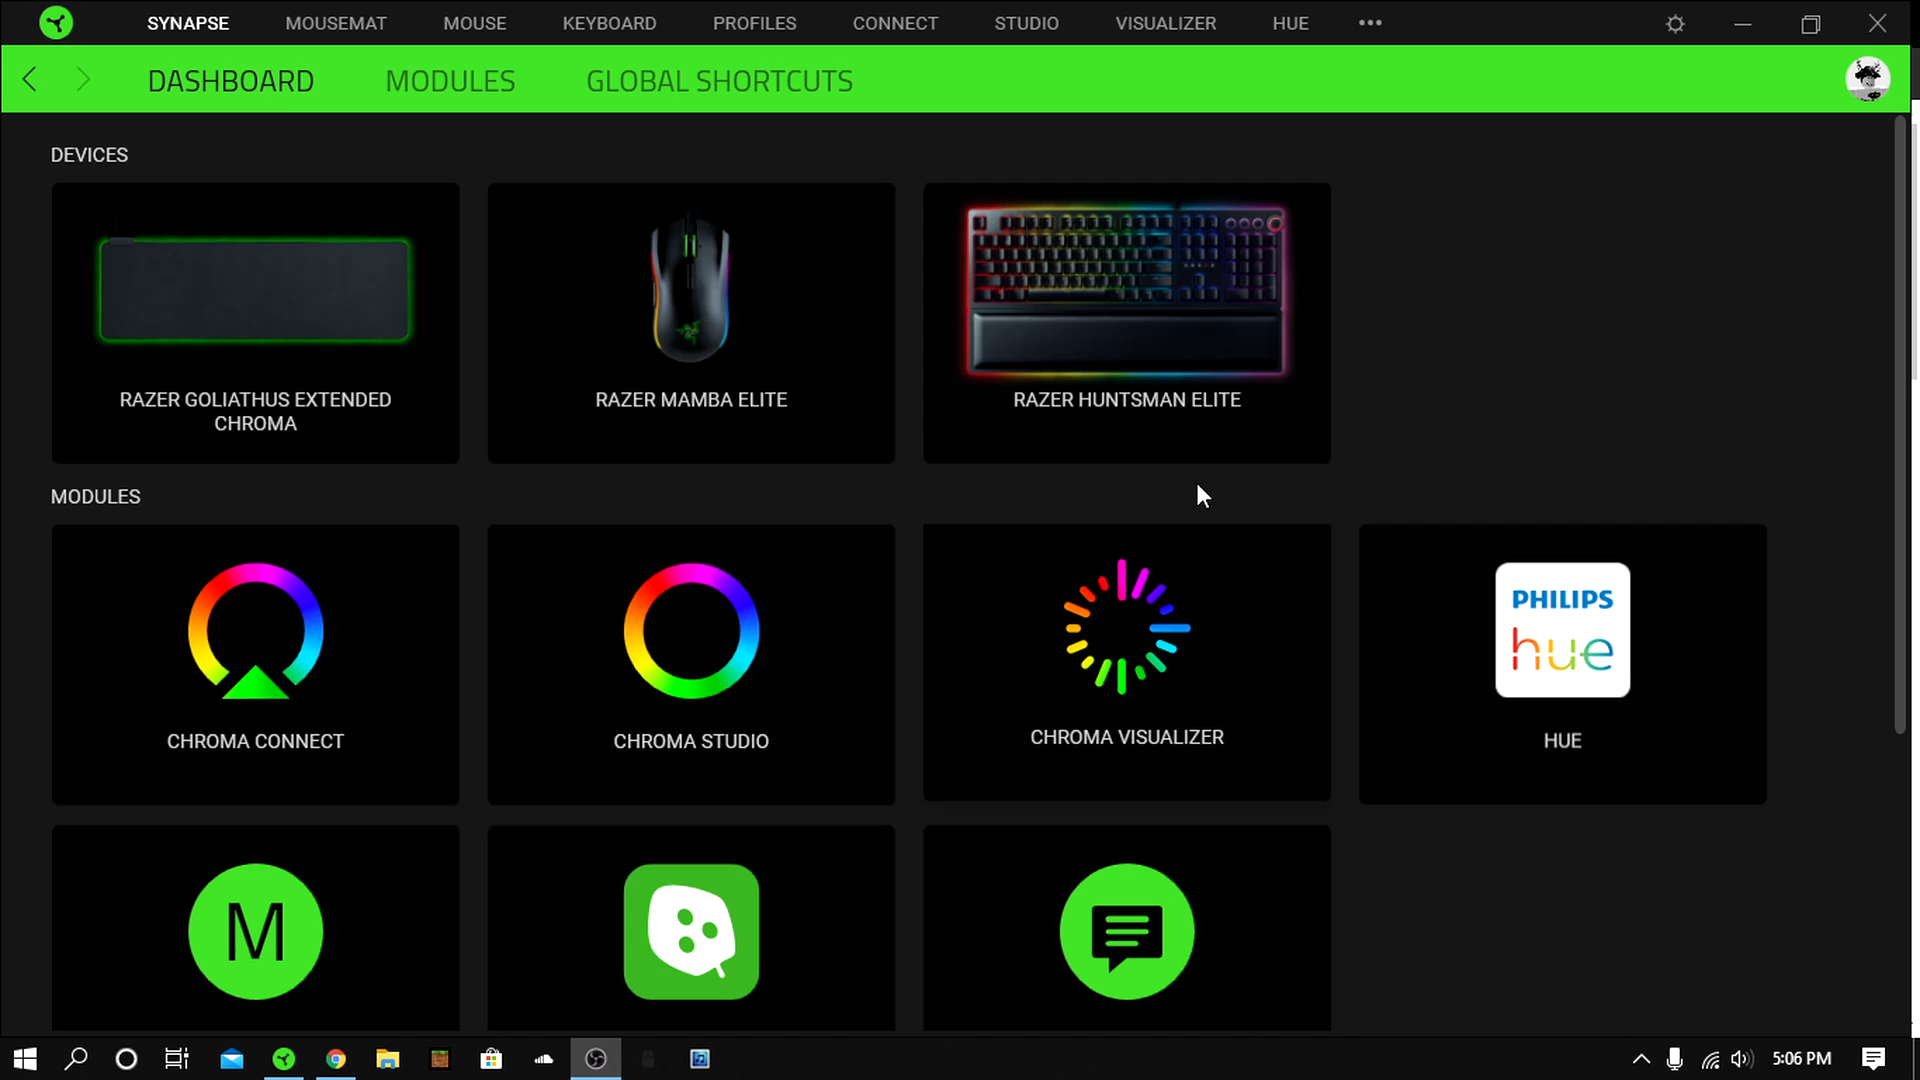 SYNAPSE MOUSEMAT MOUSE KEYBOARD PROFILES CONNECT STUDIO VISUALIZER HUE •••
DASHBOARD MODULES GLOBAL SHORTCUTS
DEVICES
RAZER GOLIATHUS EXTENDED
CHROMA
RAZER MAMBA ELITE
RAZER HUNTSMAN ELITE
MODULES
PHILIPS
hue
CHROMA CONNECT
CHROMA STUDIO
CHROMA VISUALIZER
HUE
M
5:06 PM